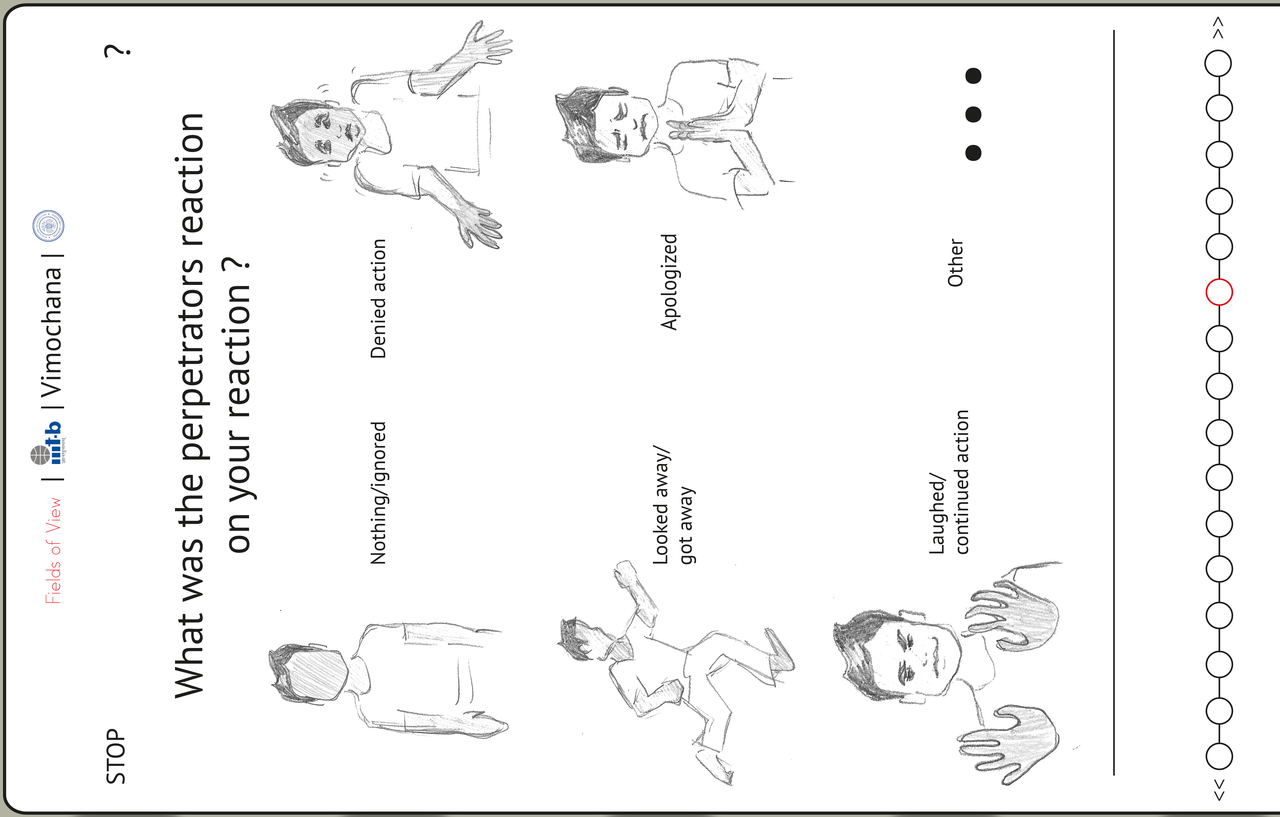 Fields of View | iiit-b | Vimochana |
STOP
?
What was the perpetrators reaction
on your reaction ?
Nothing/ignored
Denied action
Looked away/
got away
Apologized
Laughed/
continued action
Other
<< >>